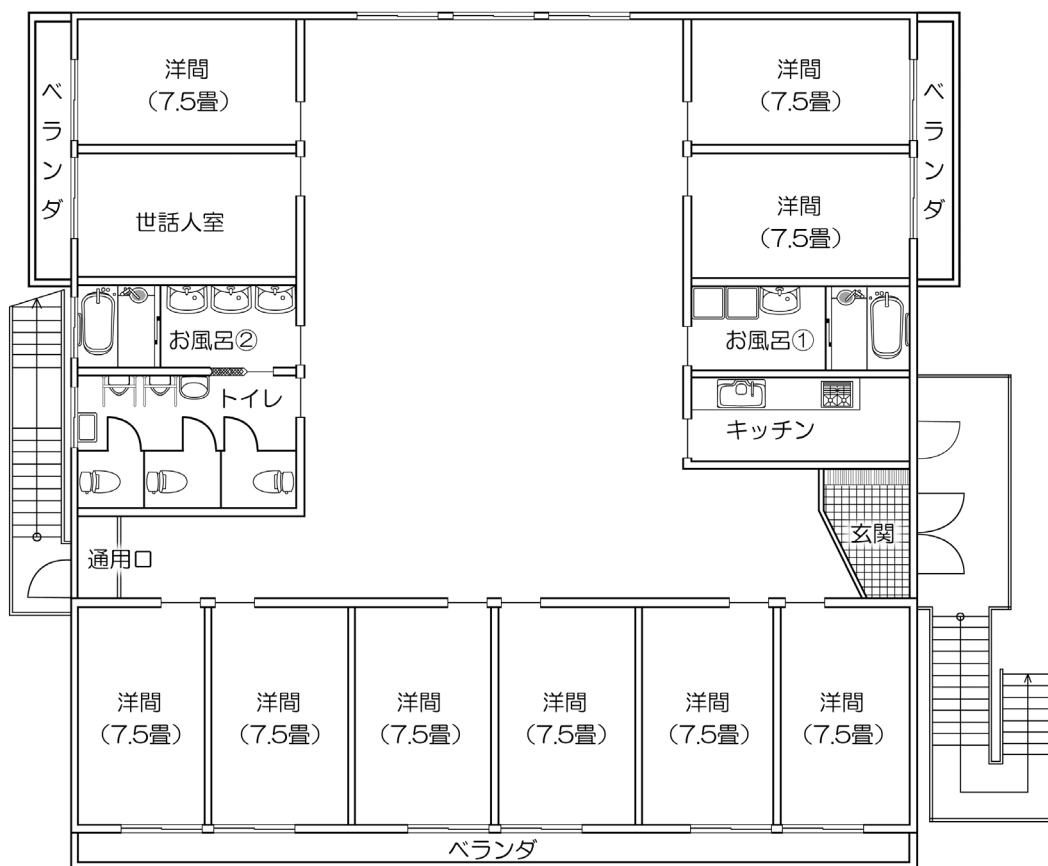 洋間
（7.5畳）
洋間
（7.5畳）
ベランダ
ベランダ
世話人室
洋間
（7.5畳）
お風呂②
お風呂①
トイレ
キッチン
玄関
通用口
洋間
（7.5畳）
洋間
（7.5畳）
洋間
（7.5畳）
洋間
（7.5畳）
洋間
（7.5畳）
洋間
（7.5畳）
ベランダ